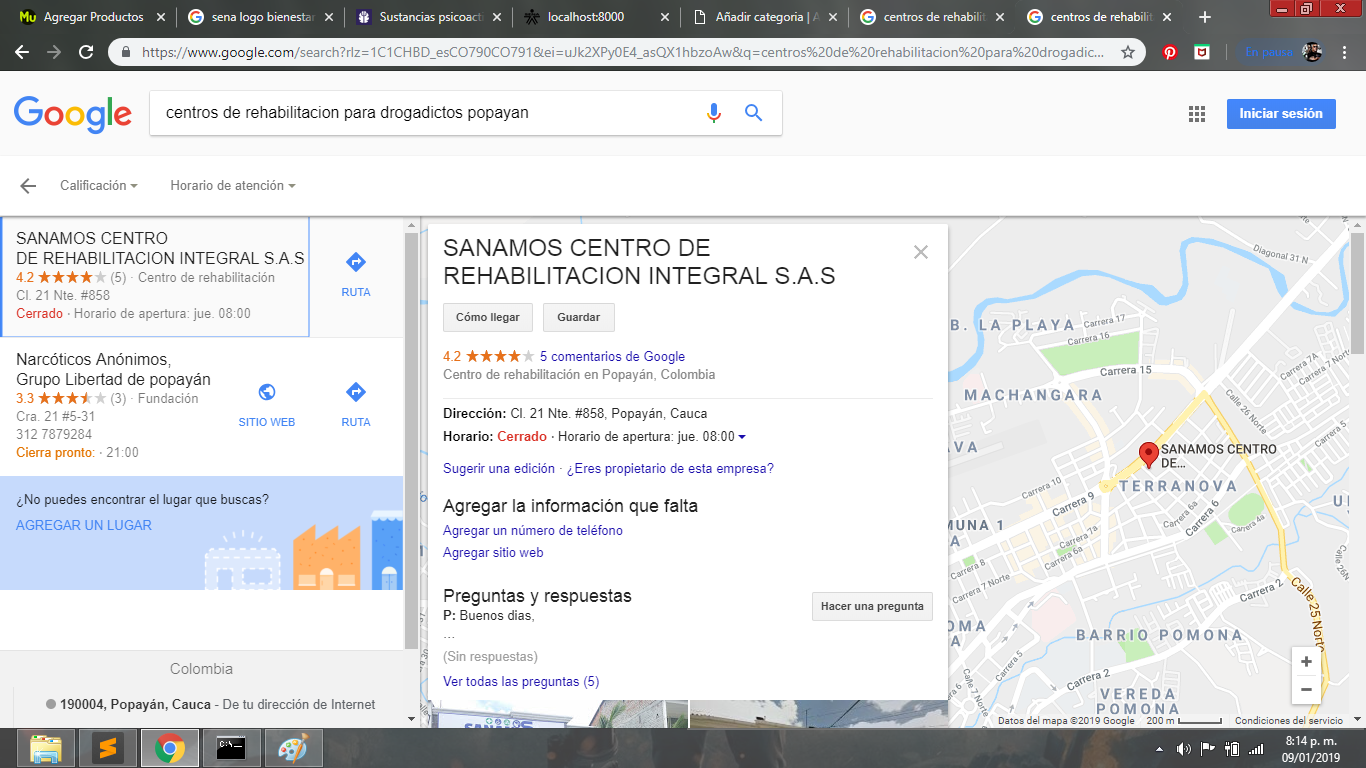 Agregar Productos
sena logo bienestar
Sustancias psicoact
localhost:8000
Añadir categoria | A
centros de rehabilit
centros de rehabilit
https://www.google.com/search?rlz=1C1CHBD_esCO790CO791&ei=uJk2XPy0E4_asQX1hbzoAw&q=centros%20de%20rehabilitacion%20para%20drogadic...
En pausa
Google
centros de rehabilitacion para drogadictos popayan
Iniciar sesión
Calificación
Horario de atención
SANAMOS CENTRO
DE REHABILITACION INTEGRAL S.A.S
4.2 (5) · Centro de rehabilitación
Cl. 21 Nte. #858
Cerrado · Horario de apertura: jue. 08:00
RUTA
Narcóticos Anónimos,
Grupo Libertad de popayán
3.3 (3) · Fundación
Cra. 21 #5-31
312 7879284
Cierra pronto: · 21:00
SITIO WEB
RUTA
¿No puedes encontrar el lugar que buscas?
AGREGAR UN LUGAR
Colombia
190004, Popayán, Cauca - De tu dirección de Internet
SANAMOS CENTRO DE
REHABILITACION INTEGRAL S.A.S
Cómo llegar
Guardar
4.2 5 comentarios de Google
Centro de rehabilitación en Popayán, Colombia
Dirección: Cl. 21 Nte. #858, Popayán, Cauca
Horario: Cerrado · Horario de apertura: jue. 08:00
Sugerir una edición · ¿Eres propietario de esta empresa?
Agregar la información que falta
Agregar un número de teléfono
Agregar sitio web
Preguntas y respuestas
Hacer una pregunta
P: Buenos dias,
...
(Sin respuestas)
Ver todas las preguntas (5)
SANAMOS
Diagonal 31 N
B. LA PLAYA
Carrera 17
Carrera 16
Carrera 15
MACHANGARA
Calle 26 Norte
SANAMOS CENTRO
DE...
TERRANOVA
Carrera 10
Carrera 9
MUNA 1
Carrera 6a
Carrera 7a
Carrera 6
Carrera 4a
Carrera 7
Calle 25 Norte
Carrera 2
BARRIO POMONA
OMA
Carrera 5
Carrera 2
VEREDA
POMONA
Datos del mapa ©2019 Google
200 m
Condiciones del servicio
C:\_
8:14 p. m.
09/01/2019